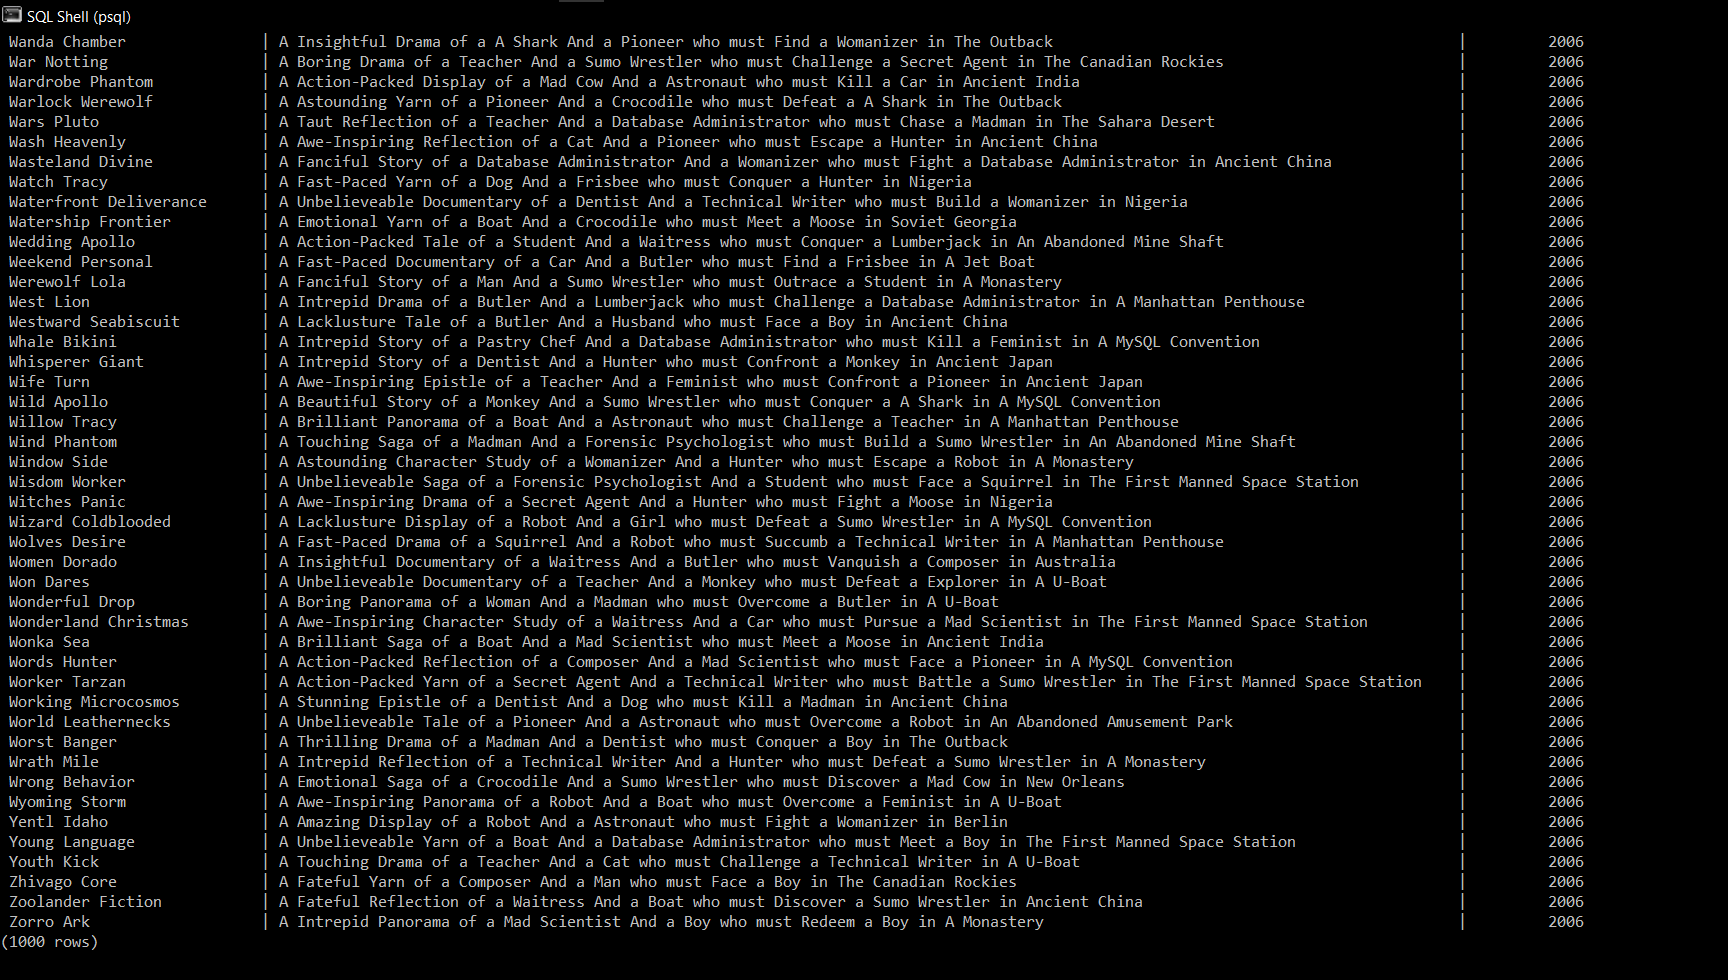 SQL Shell (psql)
Wanda Chamber | A Insightful Drama of a A Shark And a Pioneer who must Find a Womanizer in The Outback | 2006
War Notting | A Boring Drama of a Teacher And a Sumo Wrestler who must Challenge a Secret Agent in The Canadian Rockies | 2006
Wardrobe Phantom | A Action-Packed Display of a Mad Cow And a Astronaut who must Kill a Car in Ancient India | 2006
Warlock Werewolf | A Astounding Yarn of a Pioneer And a Crocodile who must Defeat a A Shark in The Outback | 2006
Wars Pluto | A Taut Reflection of a Teacher And a Database Administrator who must Chase a Madman in The Sahara Desert | 2006
Wash Heavenly | A Awe-Inspiring Reflection of a Cat And a Pioneer who must Escape a Hunter in Ancient China | 2006
Wasteland Divine | A Fanciful Story of a Database Administrator And a Womanizer who must Fight a Database Administrator in Ancient China | 2006
Watch Tracy | A Fast-Paced Yarn of a Dog And a Frisbee who must Conquer a Hunter in Nigeria | 2006
Waterfront Deliverance | A Unbelieveable Documentary of a Dentist And a Technical Writer who must Build a Womanizer in Nigeria | 2006
Watership Frontier | A Emotional Yarn of a Boat And a Crocodile who must Meet a Moose in Soviet Georgia | 2006
Wedding Apollo | A Action-Packed Tale of a Student And a Waitress who must Conquer a Lumberjack in An Abandoned Mine Shaft | 2006
Weekend Personal | A Fast-Paced Documentary of a Car And a Butler who must Find a Frisbee in A Jet Boat | 2006
Werewolf Lola | A Fanciful Story of a Man And a Sumo Wrestler who must Outrace a Student in A Monastery | 2006
West Lion | A Intrepid Drama of a Butler And a Lumberjack who must Challenge a Database Administrator in A Manhattan Penthouse | 2006
Westward Seabiscuit | A Lacklusture Tale of a Butler And a Husband who must Face a Boy in Ancient China | 2006
Whale Bikini | A Intrepid Story of a Pastry Chef And a Database Administrator who must Kill a Feminist in A MySQL Convention | 2006
Whisperer Giant | A Intrepid Story of a Dentist And a Hunter who must Confront a Monkey in Ancient Japan | 2006
Wife Turn | A Awe-Inspiring Epistle of a Teacher And a Feminist who must Confront a Pioneer in Ancient Japan | 2006
Wild Apollo | A Beautiful Story of a Monkey And a Sumo Wrestler who must Conquer a A Shark in A MySQL Convention | 2006
Willow Tracy | A Brilliant Panorama of a Boat And a Astronaut who must Challenge a Teacher in A Manhattan Penthouse | 2006
Wind Phantom | A Touching Saga of a Madman And a Forensic Psychologist who must Build a Sumo Wrestler in An Abandoned Mine Shaft | 2006
Window Side | A Astounding Character Study of a Womanizer And a Hunter who must Escape a Robot in A Monastery | 2006
Wisdom Worker | A Unbelieveable Saga of a Forensic Psychologist And a Student who must Face a Squirrel in The First Manned Space Station | 2006
Witches Panic | A Awe-Inspiring Drama of a Secret Agent And a Hunter who must Fight a Moose in Nigeria | 2006
Wizard Coldblooded | A Lacklusture Display of a Robot And a Girl who must Defeat a Sumo Wrestler in A MySQL Convention | 2006
Wolves Desire | A Fast-Paced Drama of a Squirrel And a Robot who must Succumb a Technical Writer in A Manhattan Penthouse | 2006
Women Dorado | A Insightful Documentary of a Waitress And a Butler who must Vanquish a Composer in Australia | 2006
Won Dares | A Unbelieveable Documentary of a Teacher And a Monkey who must Defeat a Explorer in A U-Boat | 2006
Wonderful Drop | A Boring Panorama of a Woman And a Madman who must Overcome a Butler in A U-Boat | 2006
Wonderland Christmas | A Awe-Inspiring Character Study of a Waitress And a Car who must Pursue a Mad Scientist in The First Manned Space Station | 2006
Wonka Sea | A Brilliant Saga of a Boat And a Mad Scientist who must Meet a Moose in Ancient India | 2006
Words Hunter | A Action-Packed Reflection of a Composer And a Mad Scientist who must Face a Pioneer in A MySQL Convention | 2006
Worker Tarzan | A Action-Packed Yarn of a Secret Agent And a Technical Writer who must Battle a Sumo Wrestler in The First Manned Space Station | 2006
Working Microcosmos | A Stunning Epistle of a Dentist And a Dog who must Kill a Madman in Ancient China | 2006
World Leathernecks | A Unbelieveable Tale of a Pioneer And a Astronaut who must Overcome a Robot in An Abandoned Amusement Park | 2006
Worst Banger | A Thrilling Drama of a Madman And a Dentist who must Conquer a Boy in The Outback | 2006
Wrath Mile | A Intrepid Reflection of a Technical Writer And a Hunter who must Defeat a Sumo Wrestler in A Monastery | 2006
Wrong Behavior | A Emotional Saga of a Crocodile And a Sumo Wrestler who must Discover a Mad Cow in New Orleans | 2006
Wyoming Storm | A Awe-Inspiring Panorama of a Robot And a Boat who must Overcome a Feminist in A U-Boat | 2006
Yentl Idaho | A Amazing Display of a Robot And a Astronaut who must Fight a Womanizer in Berlin | 2006
Young Language | A Unbelieveable Yarn of a Boat And a Database Administrator who must Meet a Boy in The First Manned Space Station | 2006
Youth Kick | A Touching Drama of a Teacher And a Cat who must Challenge a Technical Writer in A U-Boat | 2006
Zhivago Core | A Fateful Yarn of a Composer And a Man who must Face a Boy in The Canadian Rockies | 2006
Zoolander Fiction | A Fateful Reflection of a Waitress And a Boat who must Discover a Sumo Wrestler in Ancient China | 2006
Zorro Ark | A Intrepid Panorama of a Mad Scientist And a Boy who must Redeem a Boy in A Monastery | 2006
(1000 rows)